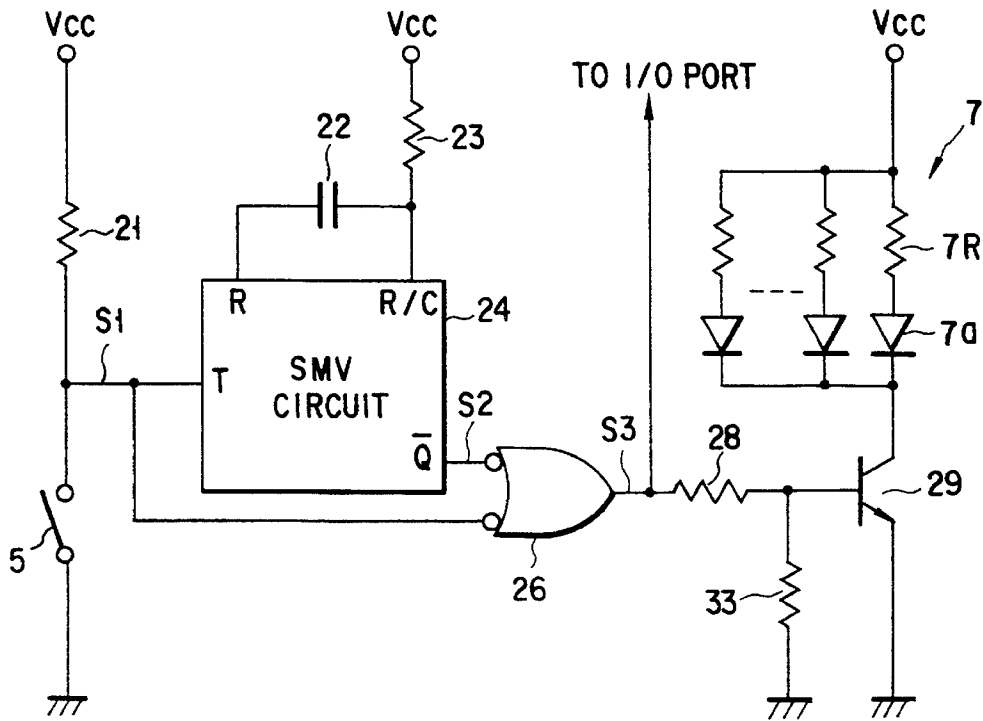 Vcc
Vcc
Vcc
TO I/O PORT
7
22
23
21
7R
R
R/C
24
7a
S1
T
SMV
CIRCUIT
Q̅
S2
S3
28
29
5
26
33